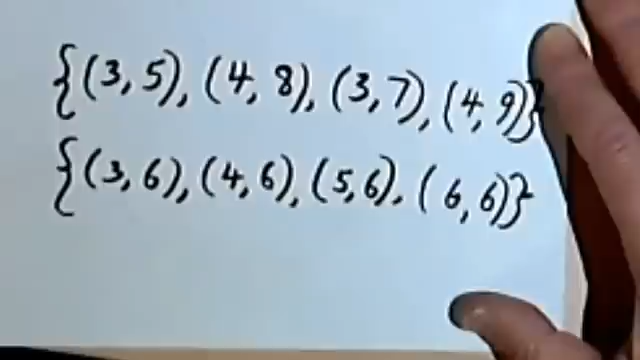 {(3, 5), (4, 8), (3, 7), (4, 9)}
{(3, 6), (4, 6), (5, 6), (6, 6)}